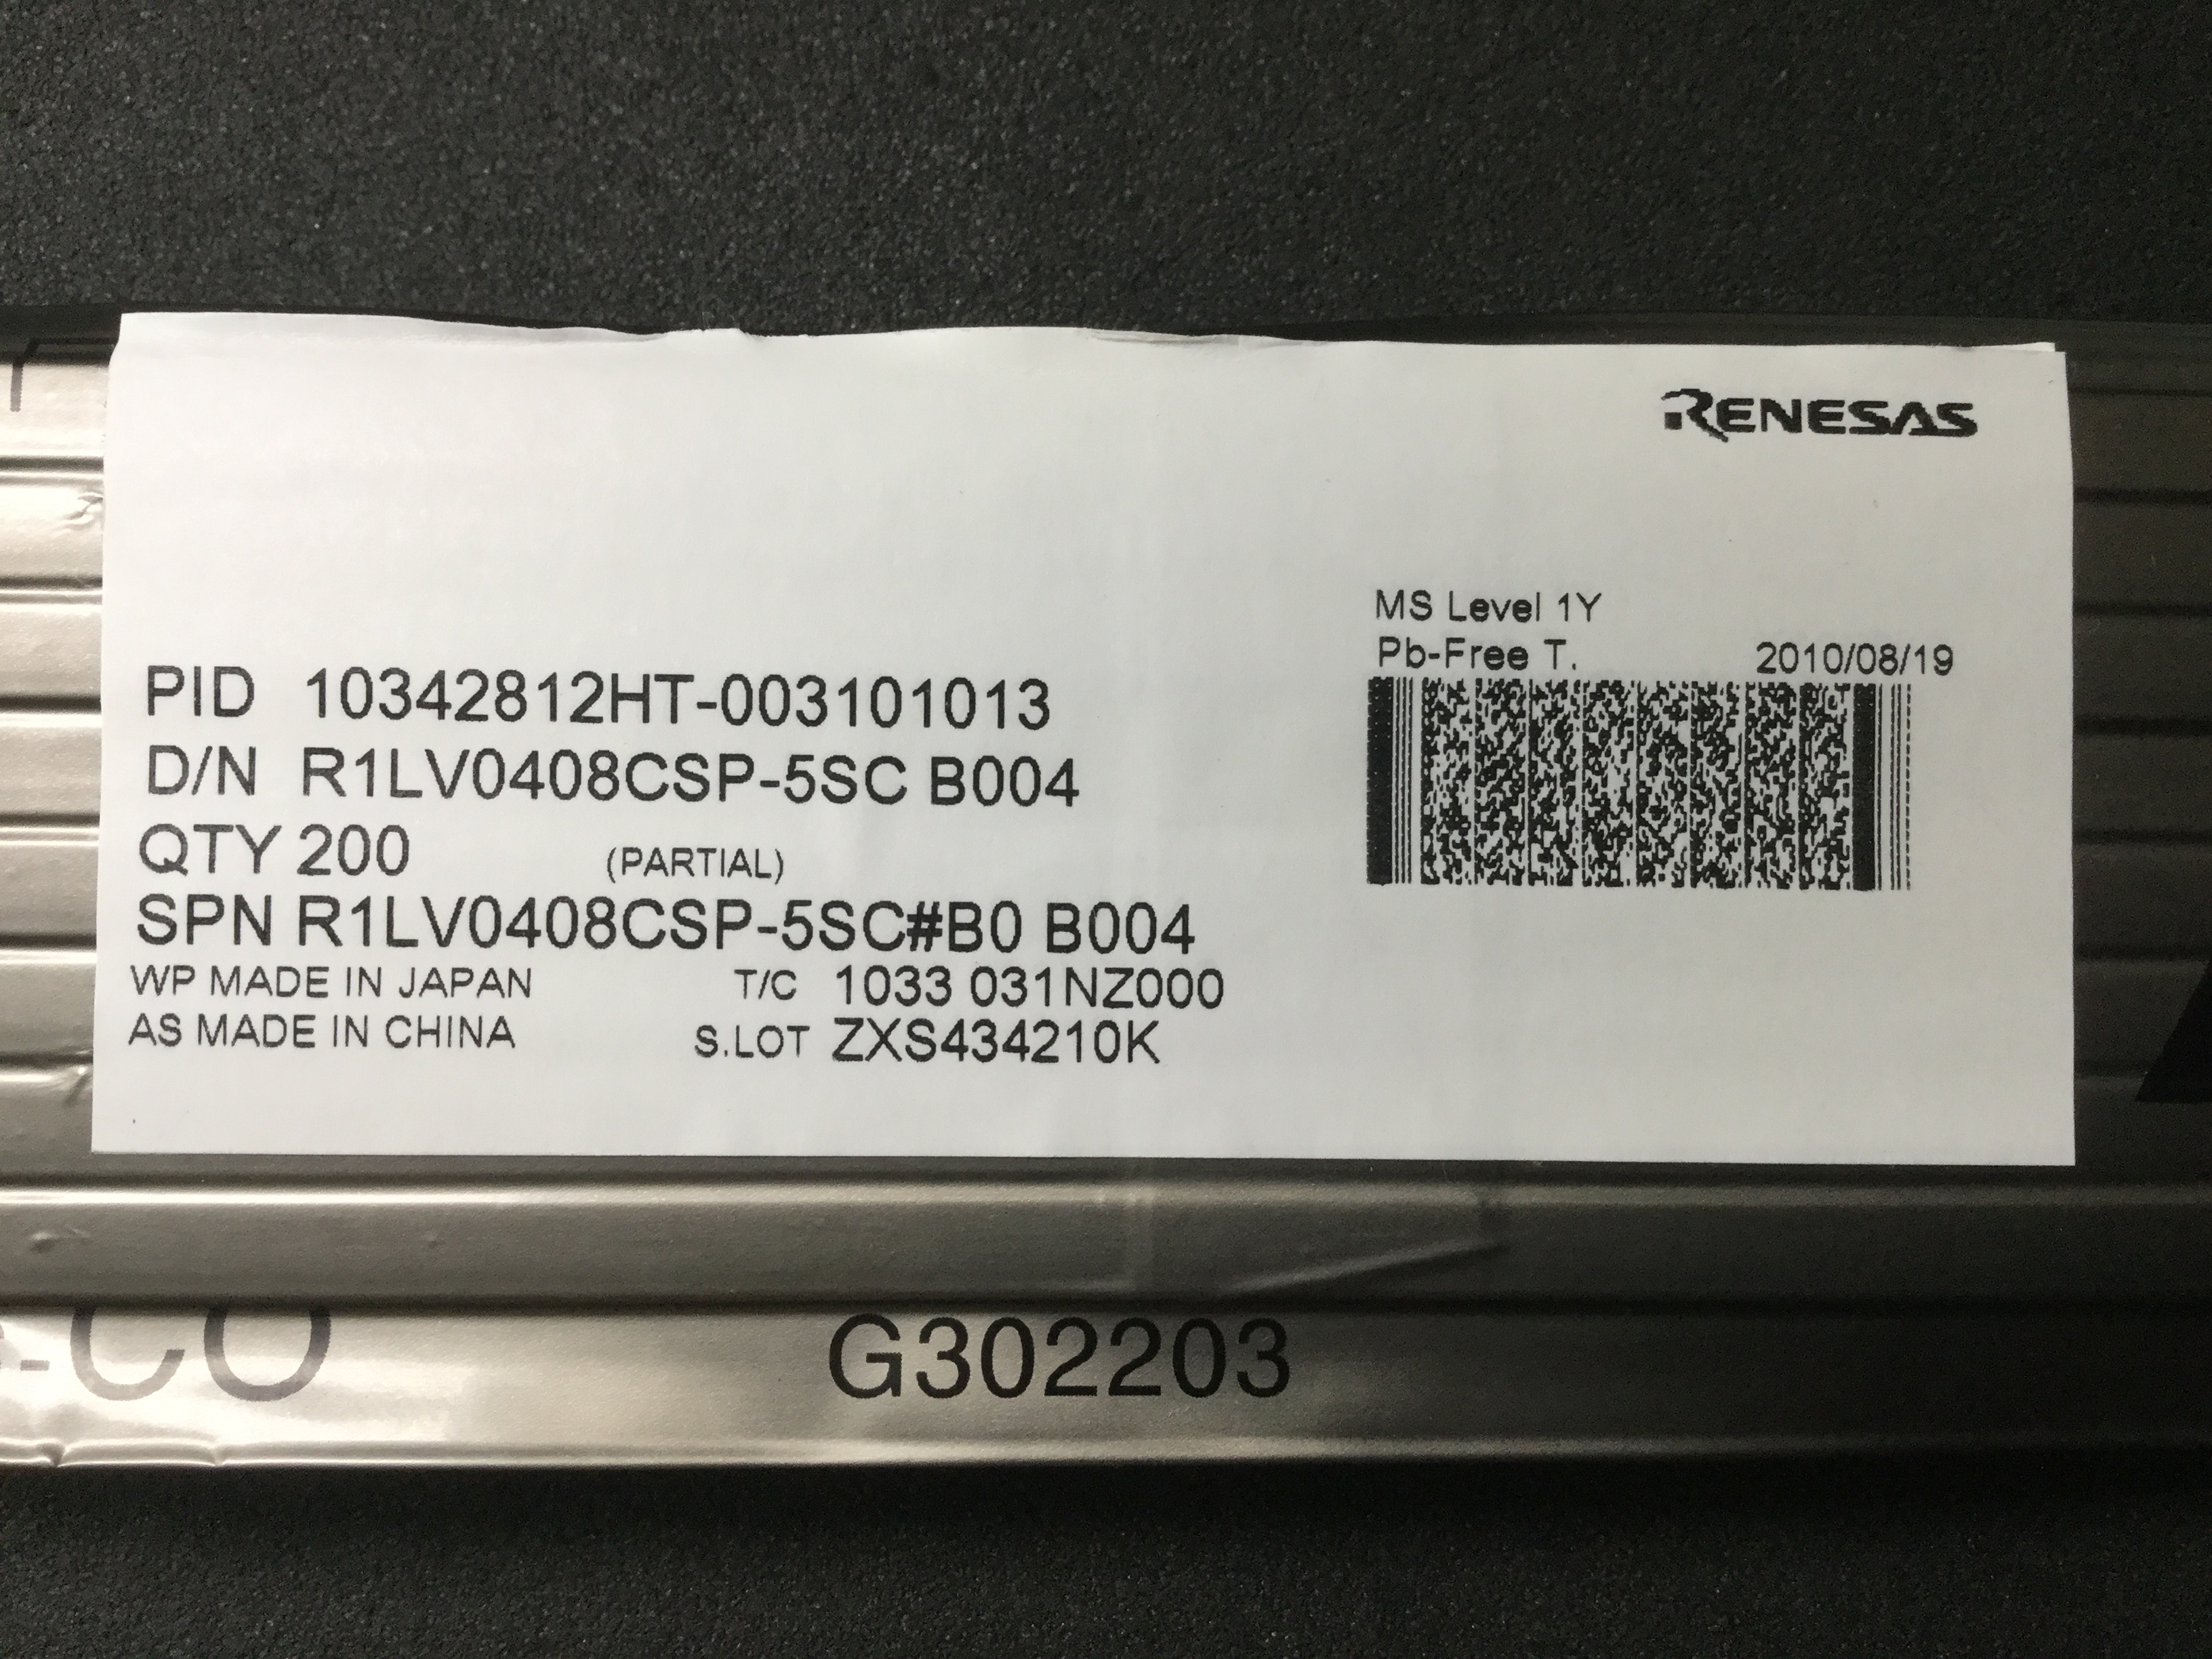 RENESAS
MS Level 1Y
Pb-Free T. 2010/08/19
PID 10342812HT-003101013
D/N R1LV0408CSP-5SC B004
QTY 200 (PARTIAL)
SPN R1LV0408CSP-5SC#B0 B004
WP MADE IN JAPAN T/C 1033 031NZ000
AS MADE IN CHINA S.LOT ZXS434210K
-CO G302203